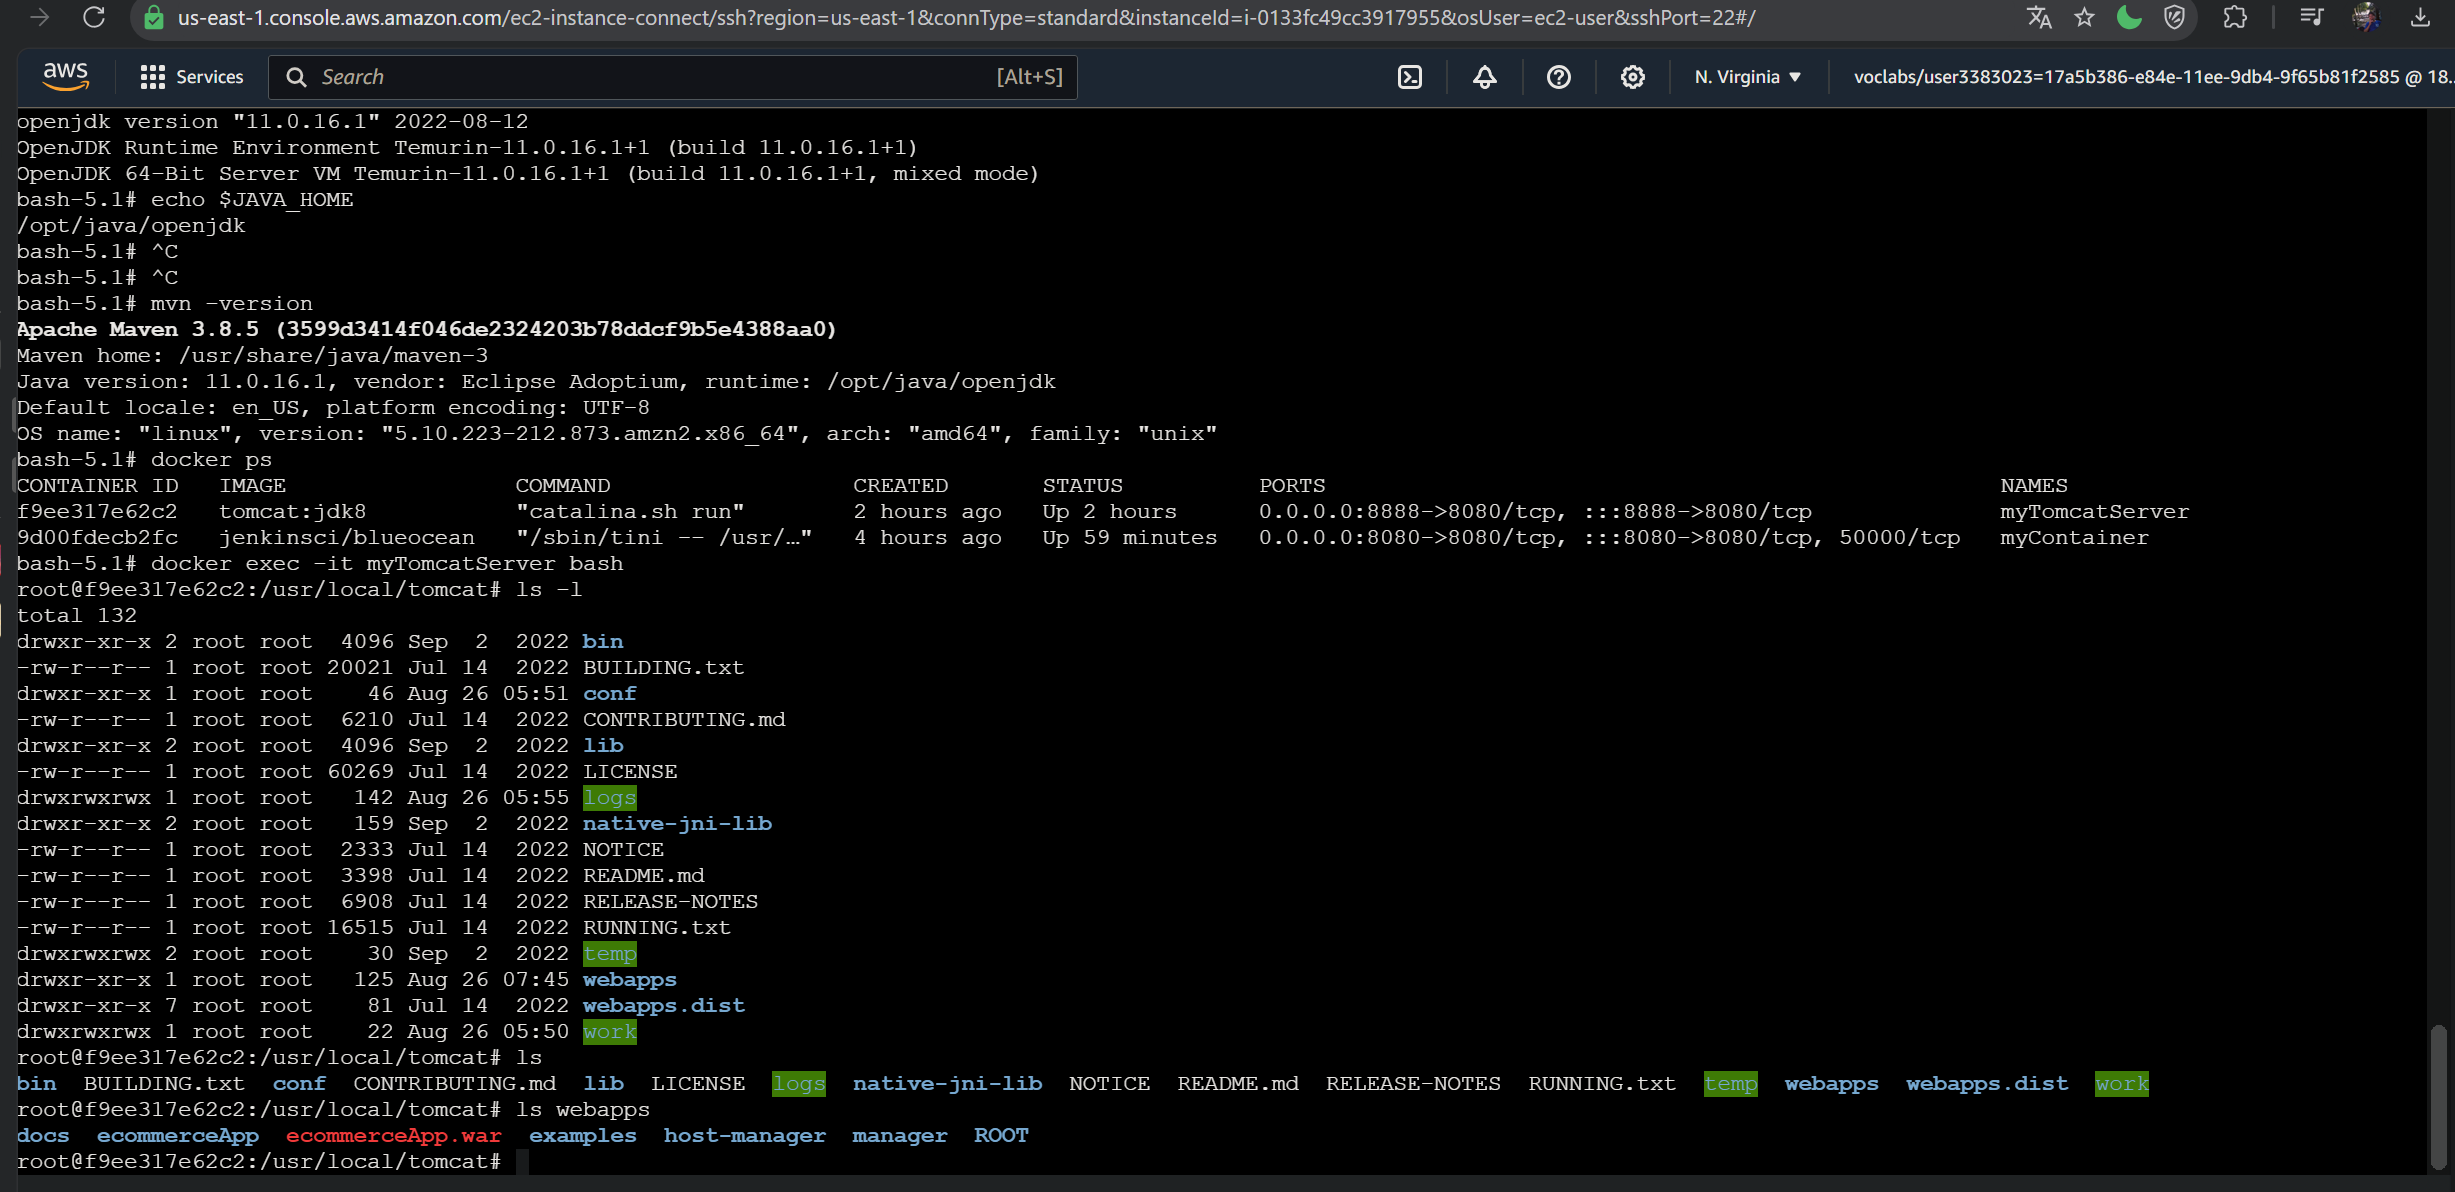 us-east-1.console.aws.amazon.com/ec2-instance-connect/ssh?region=us-east-1&connType=standard&instanceId=i-0133fc49cc3917955&osUser=ec2-user&sshPort=22#/
aws Services Search [Alt+S] N. Virginia ▼ voclabs/user3383023=17a5b386-e84e-11ee-9db4-9f65b81f2585 @ 18...
openjdk version "11.0.16.1" 2022-08-12
OpenJDK Runtime Environment Temurin-11.0.16.1+1 (build 11.0.16.1+1)
OpenJDK 64-Bit Server VM Temurin-11.0.16.1+1 (build 11.0.16.1+1, mixed mode)
bash-5.1# echo $JAVA_HOME
/opt/java/openjdk
bash-5.1# ^C
bash-5.1# ^C
bash-5.1# mvn -version
Apache Maven 3.8.5 (3599d3414f046de2324203b78ddcf9b5e4388aa0)
Maven home: /usr/share/java/maven-3
Java version: 11.0.16.1, vendor: Eclipse Adoptium, runtime: /opt/java/openjdk
Default locale: en_US, platform encoding: UTF-8
OS name: "linux", version: "5.10.223-212.873.amzn2.x86_64", arch: "amd64", family: "unix"
bash-5.1# docker ps
CONTAINER ID   IMAGE                 COMMAND                  CREATED       STATUS          PORTS                                                  NAMES
f9ee317e62c2   tomcat:jdk8           "catalina.sh run"        2 hours ago   Up 2 hours      0.0.0.0:8888->8080/tcp, :::8888->8080/tcp              myTomcatServer
9d00fdecb2fc   jenkinsci/blueocean   "/sbin/tini -- /usr/…"   4 hours ago   Up 59 minutes   0.0.0.0:8080->8080/tcp, :::8080->8080/tcp, 50000/tcp   myContainer
bash-5.1# docker exec -it myTomcatServer bash
root@f9ee317e62c2:/usr/local/tomcat# ls -l
total 132
drwxr-xr-x 2 root root  4096 Sep  2  2022 bin
-rw-r--r-- 1 root root 20021 Jul 14  2022 BUILDING.txt
drwxr-xr-x 1 root root    46 Aug 26 05:51 conf
-rw-r--r-- 1 root root  6210 Jul 14  2022 CONTRIBUTING.md
drwxr-xr-x 2 root root  4096 Sep  2  2022 lib
-rw-r--r-- 1 root root 60269 Jul 14  2022 LICENSE
drwxrwxrwx 1 root root   142 Aug 26 05:55 logs
drwxr-xr-x 2 root root   159 Sep  2  2022 native-jni-lib
-rw-r--r-- 1 root root  2333 Jul 14  2022 NOTICE
-rw-r--r-- 1 root root  3398 Jul 14  2022 README.md
-rw-r--r-- 1 root root  6908 Jul 14  2022 RELEASE-NOTES
-rw-r--r-- 1 root root 16515 Jul 14  2022 RUNNING.txt
drwxrwxrwx 2 root root    30 Sep  2  2022 temp
drwxr-xr-x 1 root root   125 Aug 26 07:45 webapps
drwxr-xr-x 7 root root    81 Jul 14  2022 webapps.dist
drwxrwxrwx 1 root root    22 Aug 26 05:50 work
root@f9ee317e62c2:/usr/local/tomcat# ls
bin  BUILDING.txt  conf  CONTRIBUTING.md  lib  LICENSE  logs  native-jni-lib  NOTICE  README.md  RELEASE-NOTES  RUNNING.txt  temp  webapps  webapps.dist  work
root@f9ee317e62c2:/usr/local/tomcat# ls webapps
docs  ecommerceApp  ecommerceApp.war  examples  host-manager  manager  ROOT
root@f9ee317e62c2:/usr/local/tomcat#